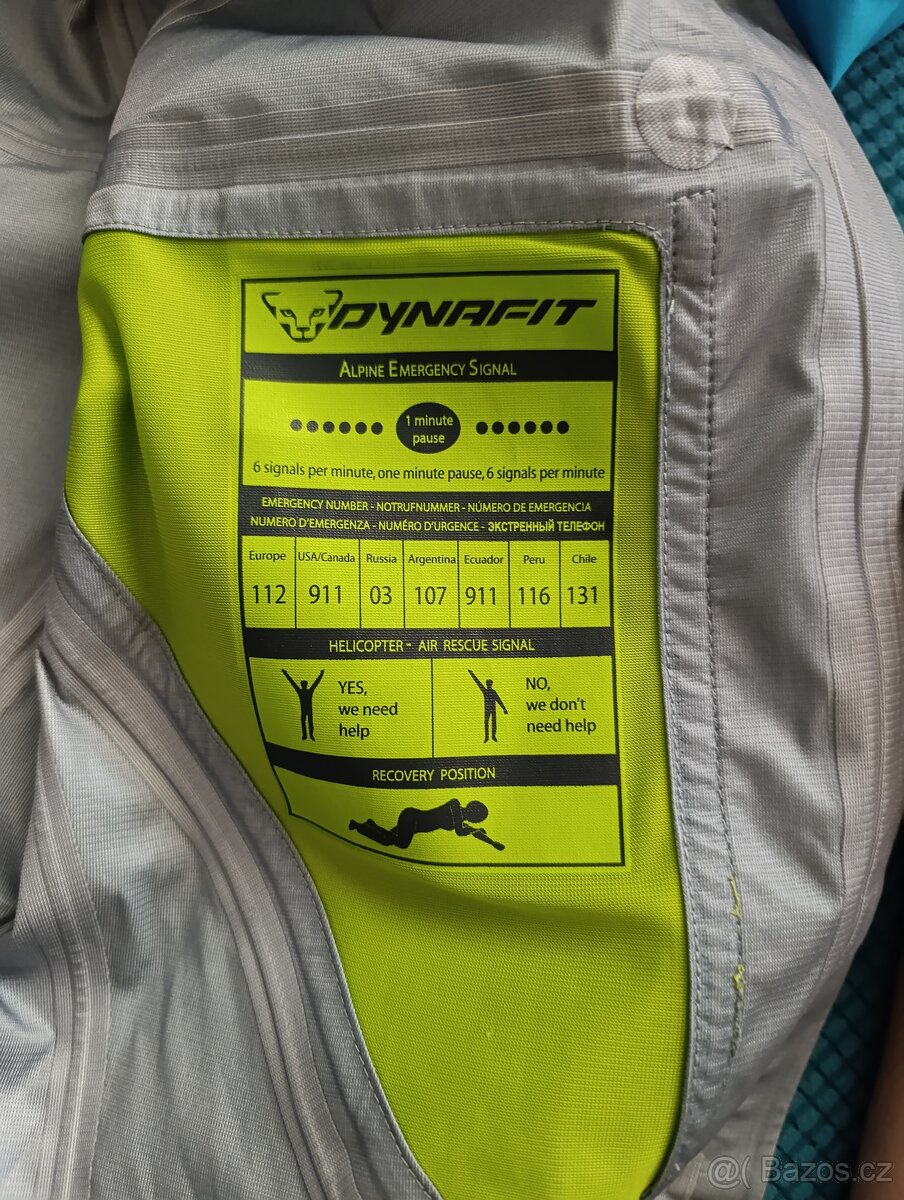 DYNAFIT
ALPINE EMERGENCY SIGNAL
1 minute
pause
6 signals per minute, one minute pause, 6 signals per minute
EMERGENCY NUMBER - NOTRUFNUMMER - NÚMERO DE EMERGENCIA
NUMERO D'EMERGENZA - NUMÉRO D'URGENCE - ЭКСТРЕННЫЙ ТЕЛЕФОН
Europe USA/Canada Russia Argentina Ecuador Peru Chile
112 911 03 107 911 116 131
HELICOPTER - AIR RESCUE SIGNAL
YES,
we need
help
NO,
we don't
need help
RECOVERY POSITION
@( Bazos.cz